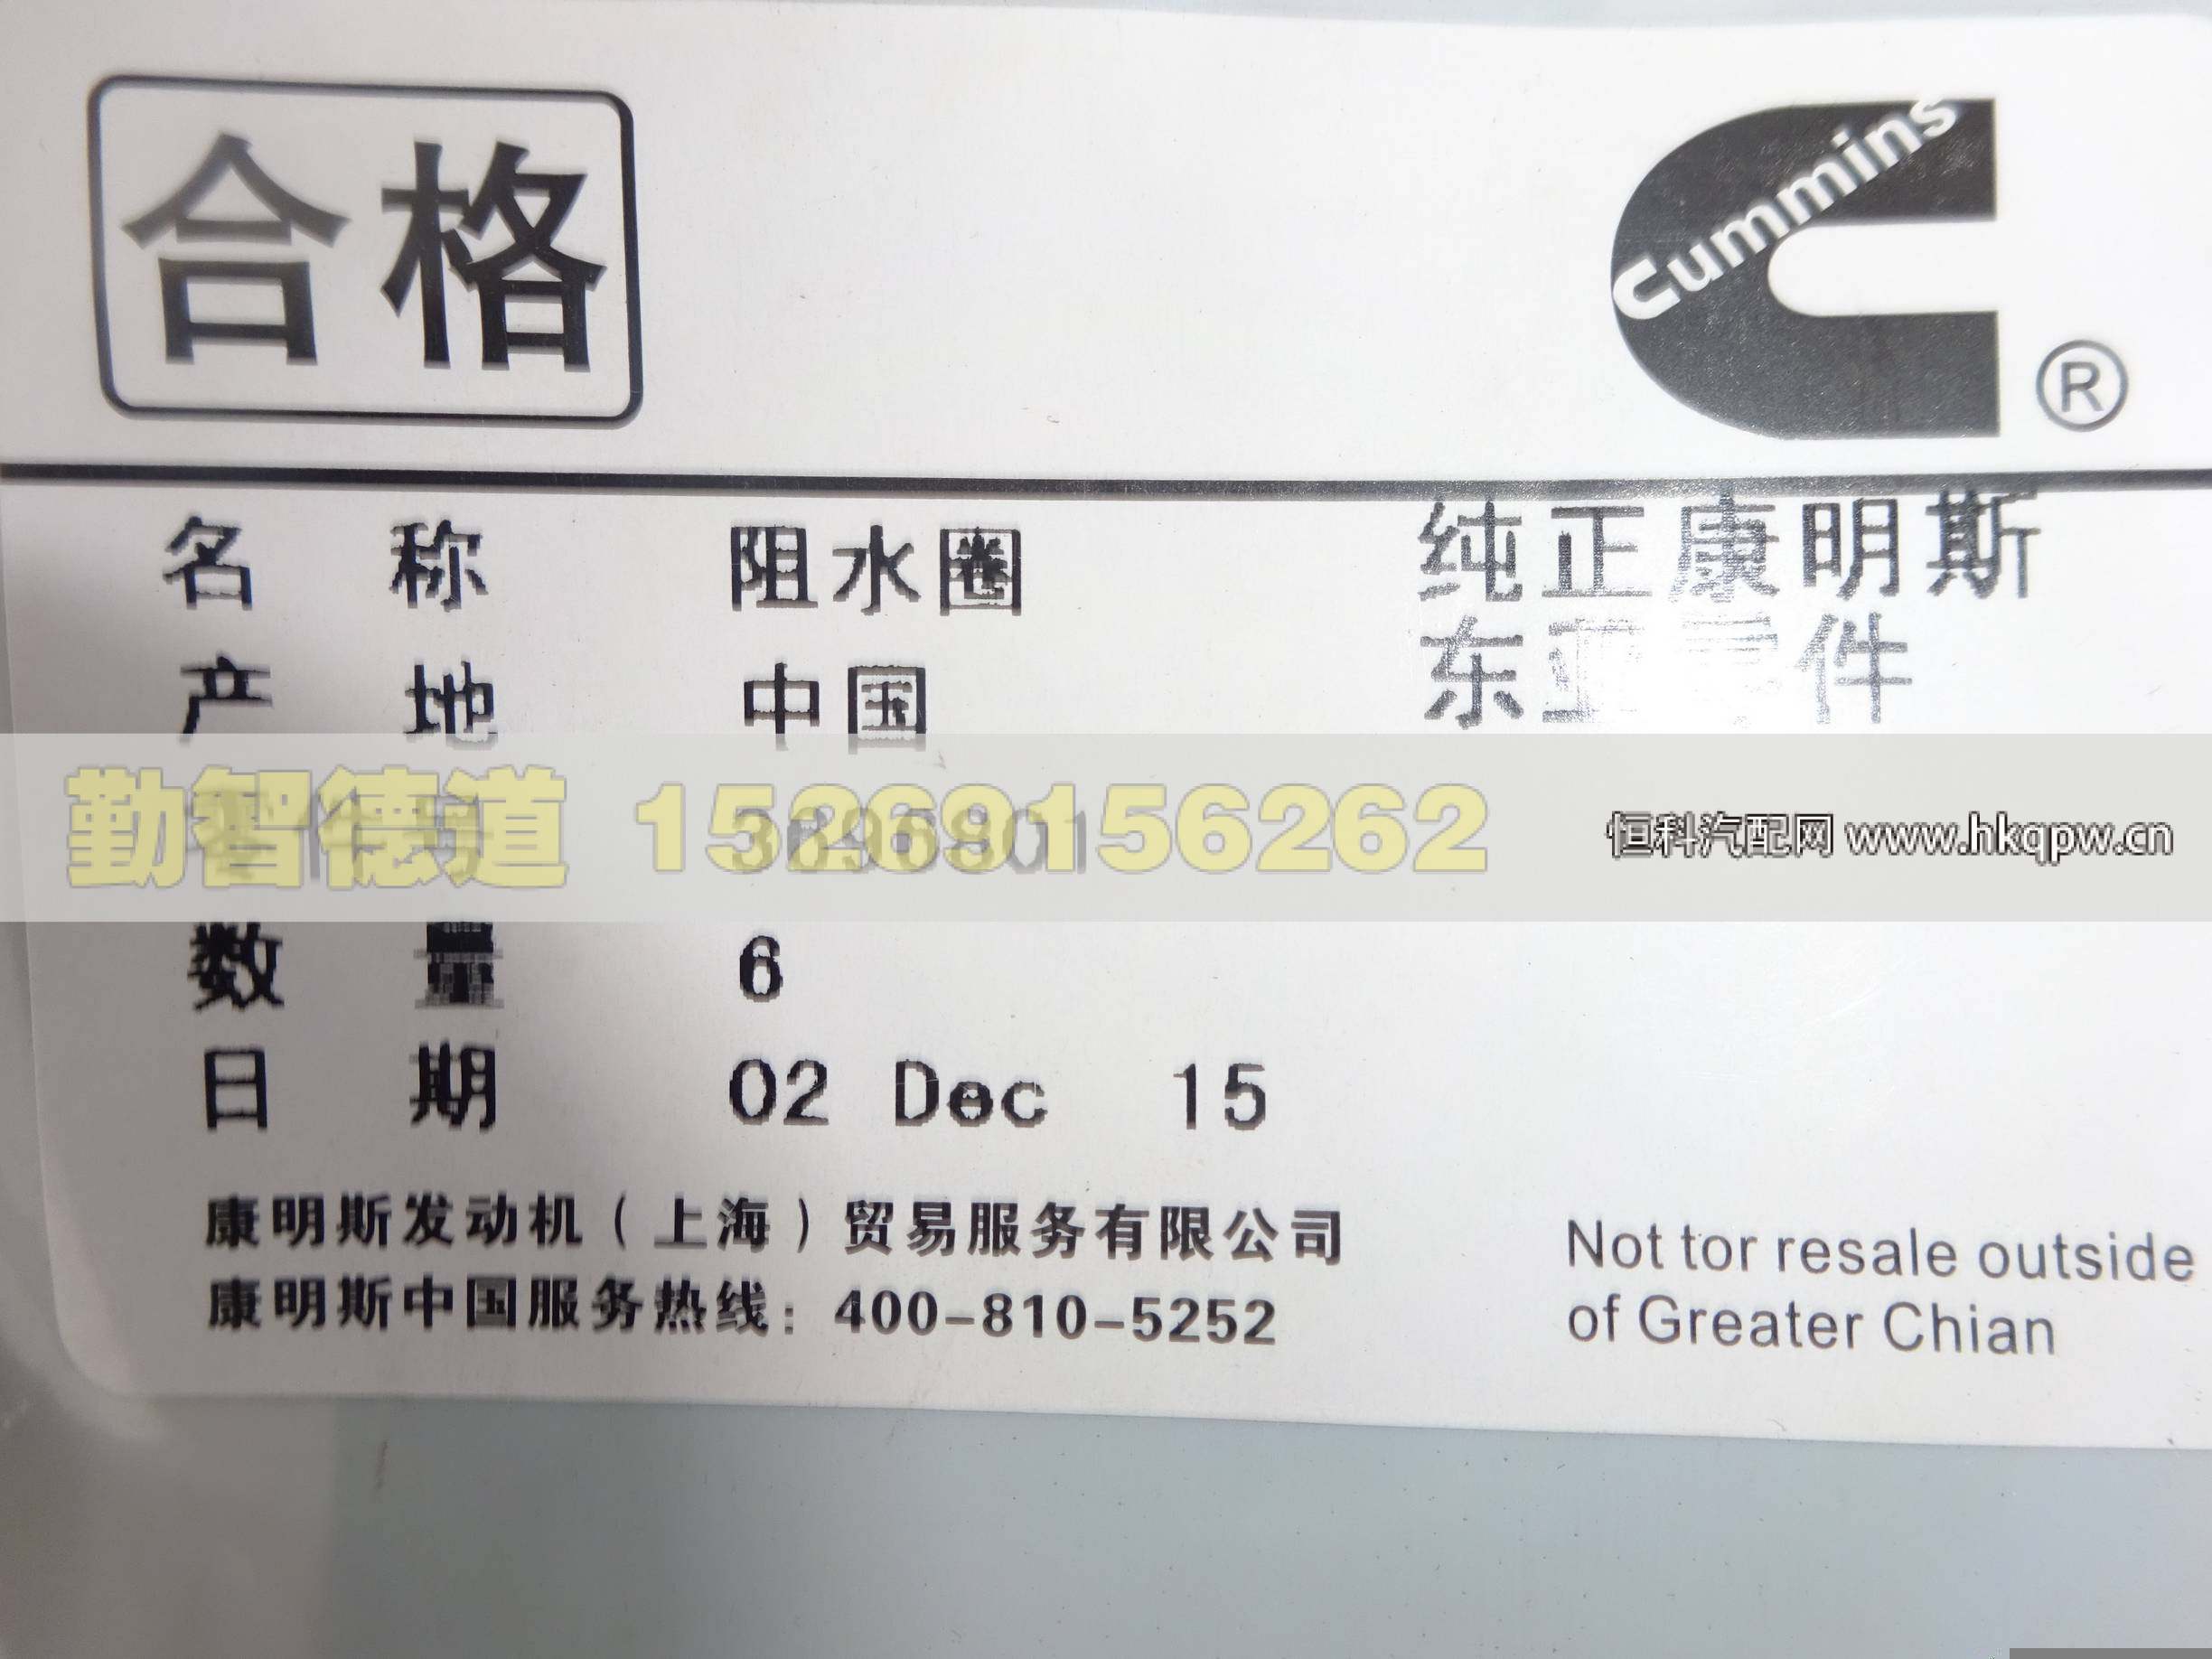 合格
Cummins
®
名 称 阻水圈
纯正康明斯
产 地 中国
东亚零件
勤智德道 15269156262
恒科汽配网 www.hkqpw.cn
数 量 6
日 期 02 Dec 15
康明斯发动机（上海）贸易服务有限公司
康明斯中国服务热线：400-810-5252
Not tor resale outside
of Greater Chian